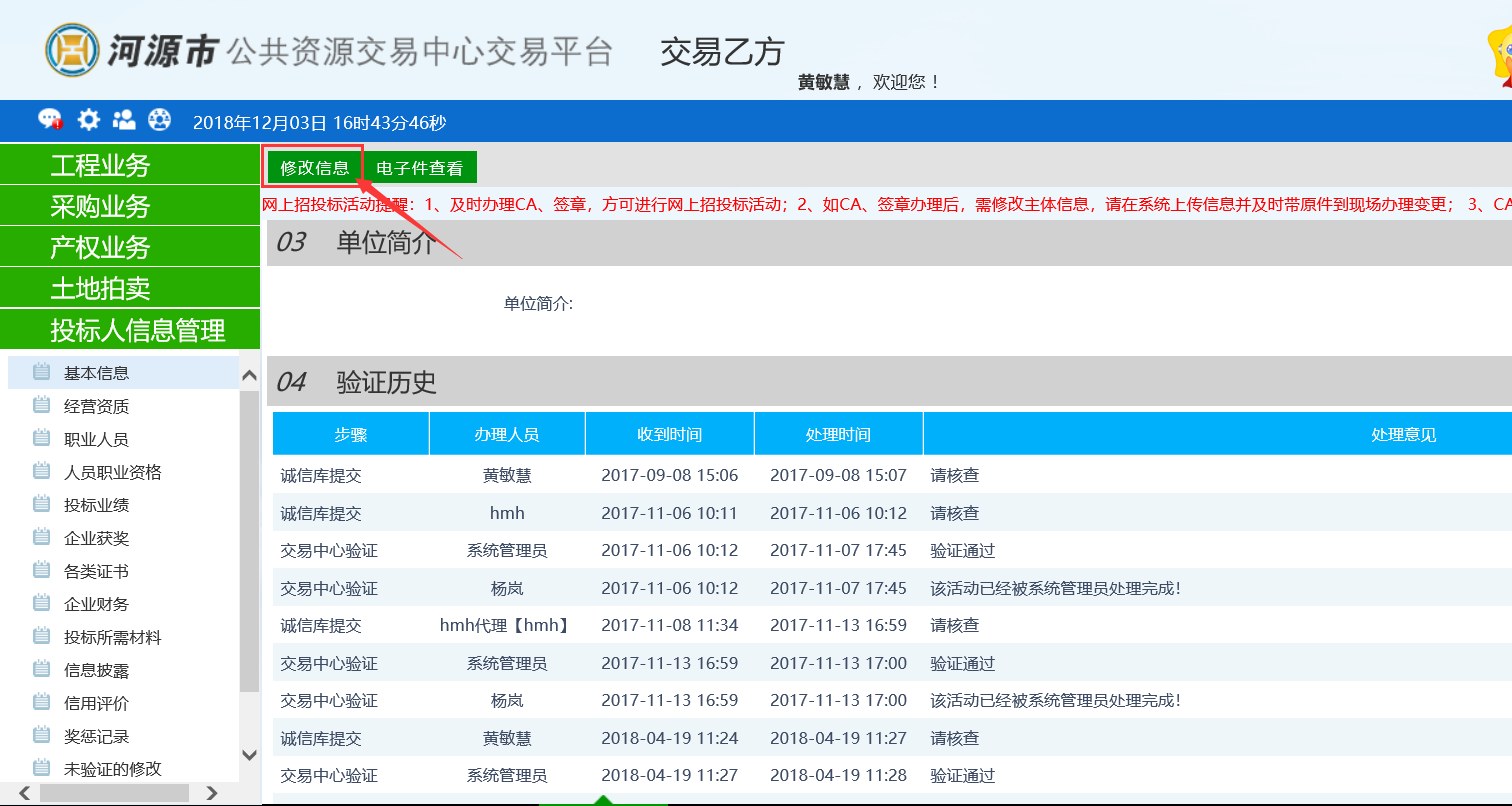 河源市 公共资源交易中心交易平台 交易乙方
黄敏慧，欢迎您！
2018年12月03日 16时43分46秒
工程业务
采购业务
产权业务
土地拍卖
投标人信息管理
基本信息
经营资质
职业人员
人员职业资格
投标业绩
企业获奖
各类证书
企业财务
投标所需材料
信息披露
信用评价
奖惩记录
未验证的修改
修改信息 电子件查看
网上招投标活动提醒：1、及时办理CA、签章，方可进行网上招投标活动；2、如CA、签章办理后，需修改主体信息，请在系统上传信息并及时带原件到现场办理变更； 3、CA
03 单位简介
单位简介:
04 验证历史
步骤 办理人员 收到时间 处理时间 处理意见
诚信库提交 黄敏慧 2017-09-08 15:06 2017-09-08 15:07 请核查
诚信库提交 hmh 2017-11-06 10:11 2017-11-06 10:12 请核查
交易中心验证 系统管理员 2017-11-06 10:12 2017-11-07 17:45 验证通过
交易中心验证 杨岚 2017-11-06 10:12 2017-11-07 17:45 该活动已经被系统管理员处理完成!
诚信库提交 hmh代理【hmh】 2017-11-08 11:34 2017-11-13 16:59 请核查
交易中心验证 系统管理员 2017-11-13 16:59 2017-11-13 17:00 验证通过
交易中心验证 杨岚 2017-11-13 16:59 2017-11-13 17:00 该活动已经被系统管理员处理完成!
诚信库提交 黄敏慧 2018-04-19 11:24 2018-04-19 11:27 请核查
交易中心验证 系统管理员 2018-04-19 11:27 2018-04-19 11:28 验证通过